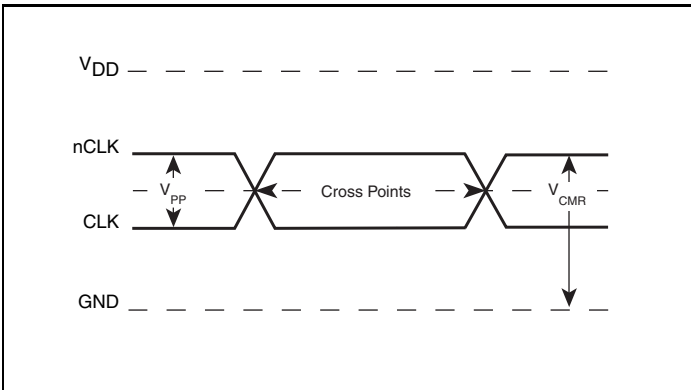 VDD
nCLK
VPP
Cross Points
VCMR
CLK
GND